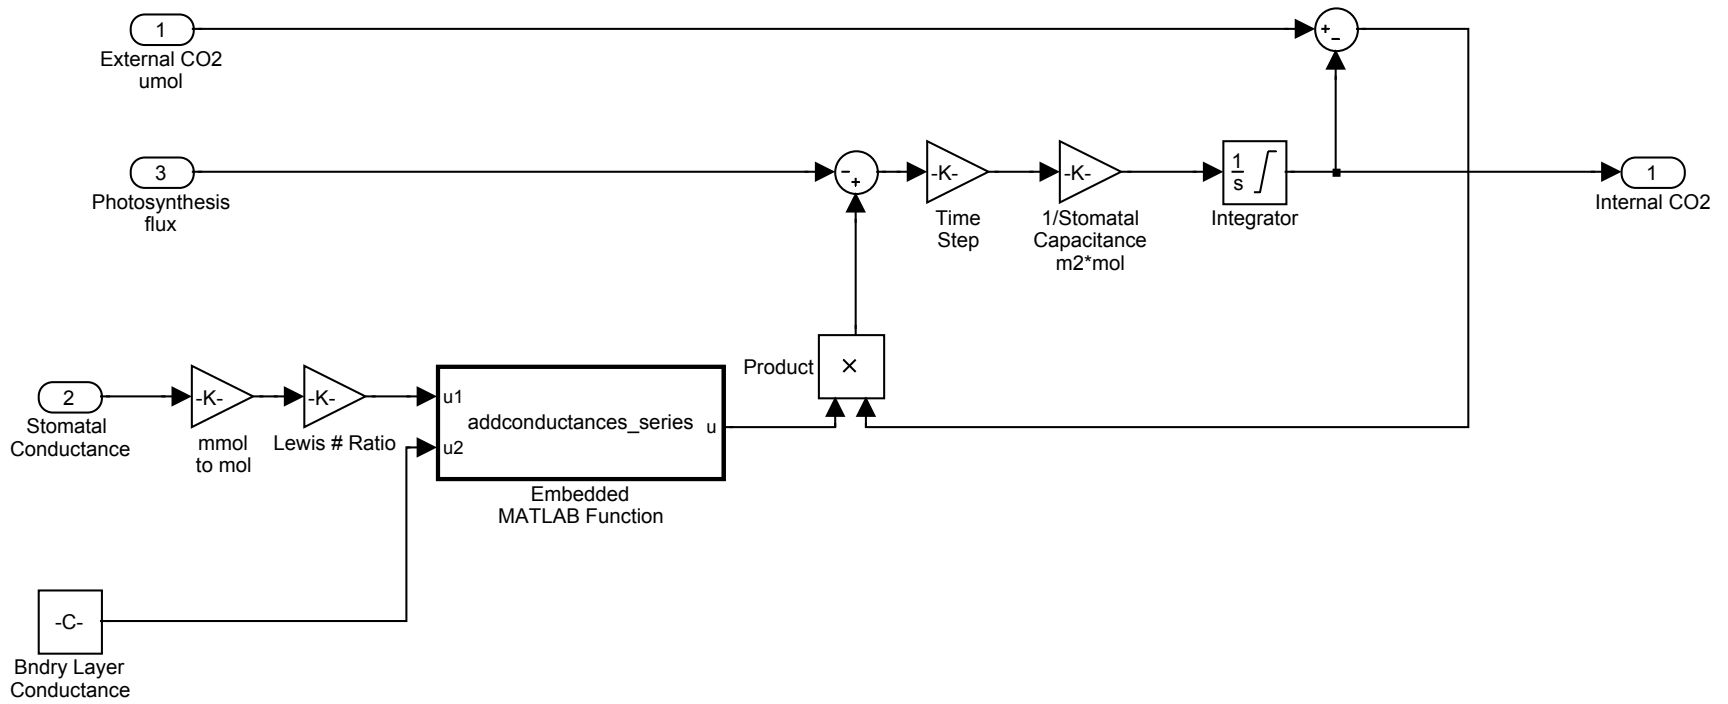 1
External CO2
umol
+
-
3
Photosynthesis
flux
-
+
-K-
Time
Step
-K-
1/Stomatal
Capacitance
m2*mol
1
s
Integrator
1
Internal CO2
Product
×
2
Stomatal
Conductance
-K-
mmol
to mol
-K-
Lewis # Ratio
u1
u2
addconductances_series
u
Embedded
MATLAB Function
-C-
Bndry Layer
Conductance